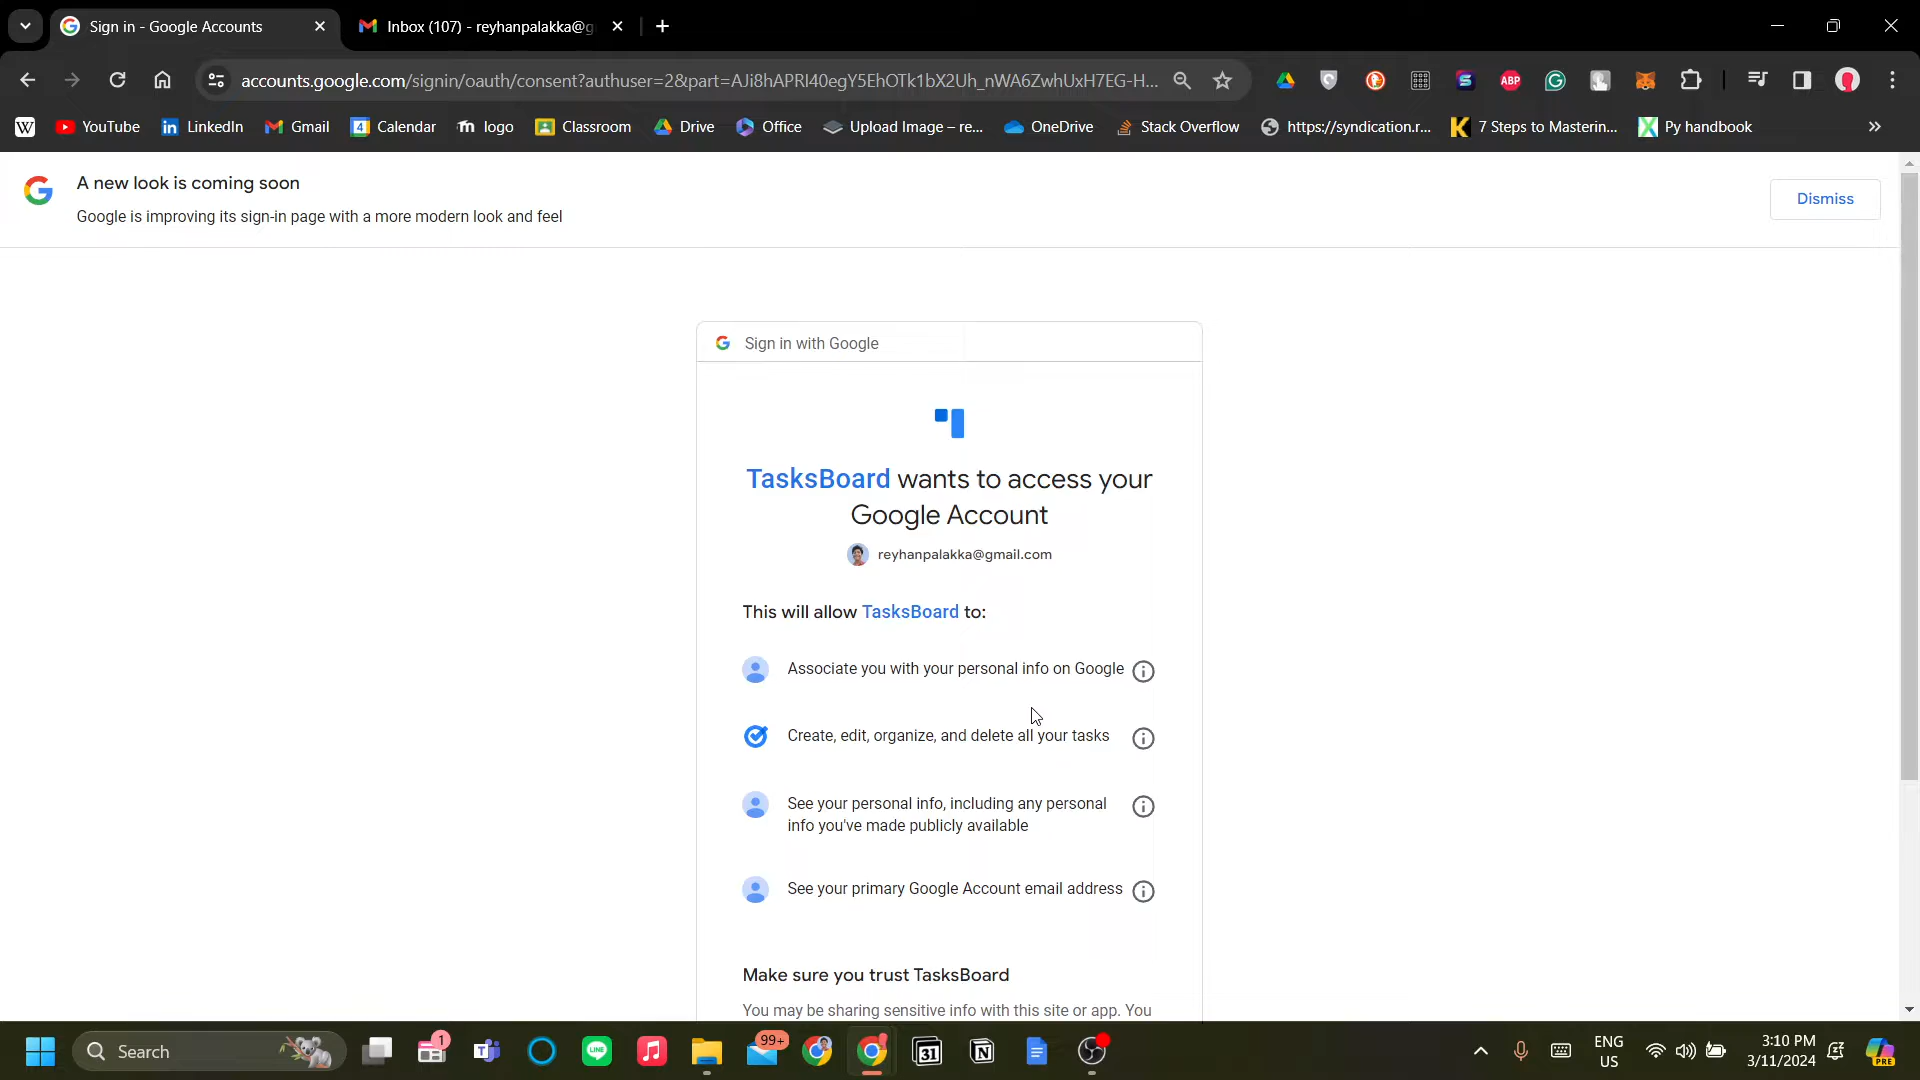 Sign in - Google Accounts
Inbox (107) - reyhanpalakka@g
accounts.google.com/signin/oauth/consent?authuser=2&part=AJi8hAPRI40egY5EhOTk1bX2Uh_nWA6ZwhUxH7EG-H...
ABP
W
YouTube
LinkedIn
Gmail
4 Calendar
logo
Classroom
Drive
Office
Upload Image – re...
OneDrive
Stack Overflow
https://syndication.r...
7 Steps to Masterin...
Py handbook
A new look is coming soon
Google is improving its sign-in page with a more modern look and feel
Dismiss
Sign in with Google
TasksBoard wants to access your
Google Account
reyhanpalakka@gmail.com
This will allow TasksBoard to:
Associate you with your personal info on Google
Create, edit, organize, and delete all your tasks
See your personal info, including any personal
info you've made publicly available
See your primary Google Account email address
Make sure you trust TasksBoard
You may be sharing sensitive info with this site or app. You
Search
1
LINE
99+
31
ENG
US
3:10 PM
3/11/2024
PRE